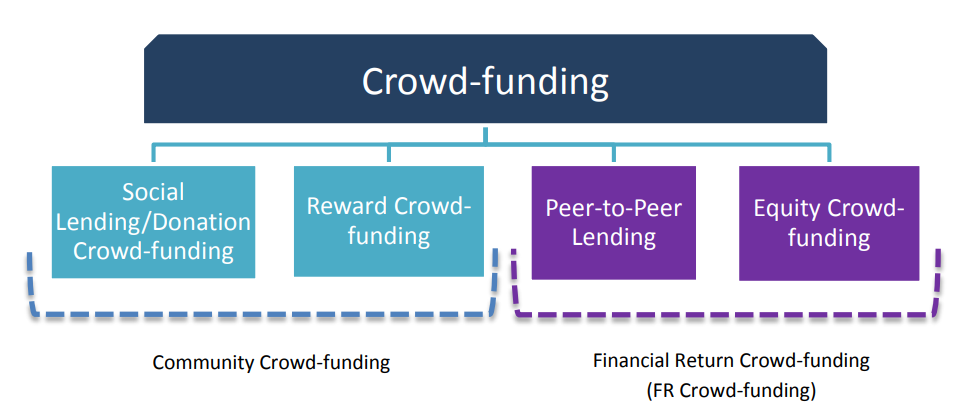 Crowd-funding
Social
Lending/Donation
Crowd-funding
Reward Crowd-
funding
Peer-to-Peer
Lending
Equity Crowd-
funding
Community Crowd-funding
Financial Return Crowd-funding
(FR Crowd-funding)